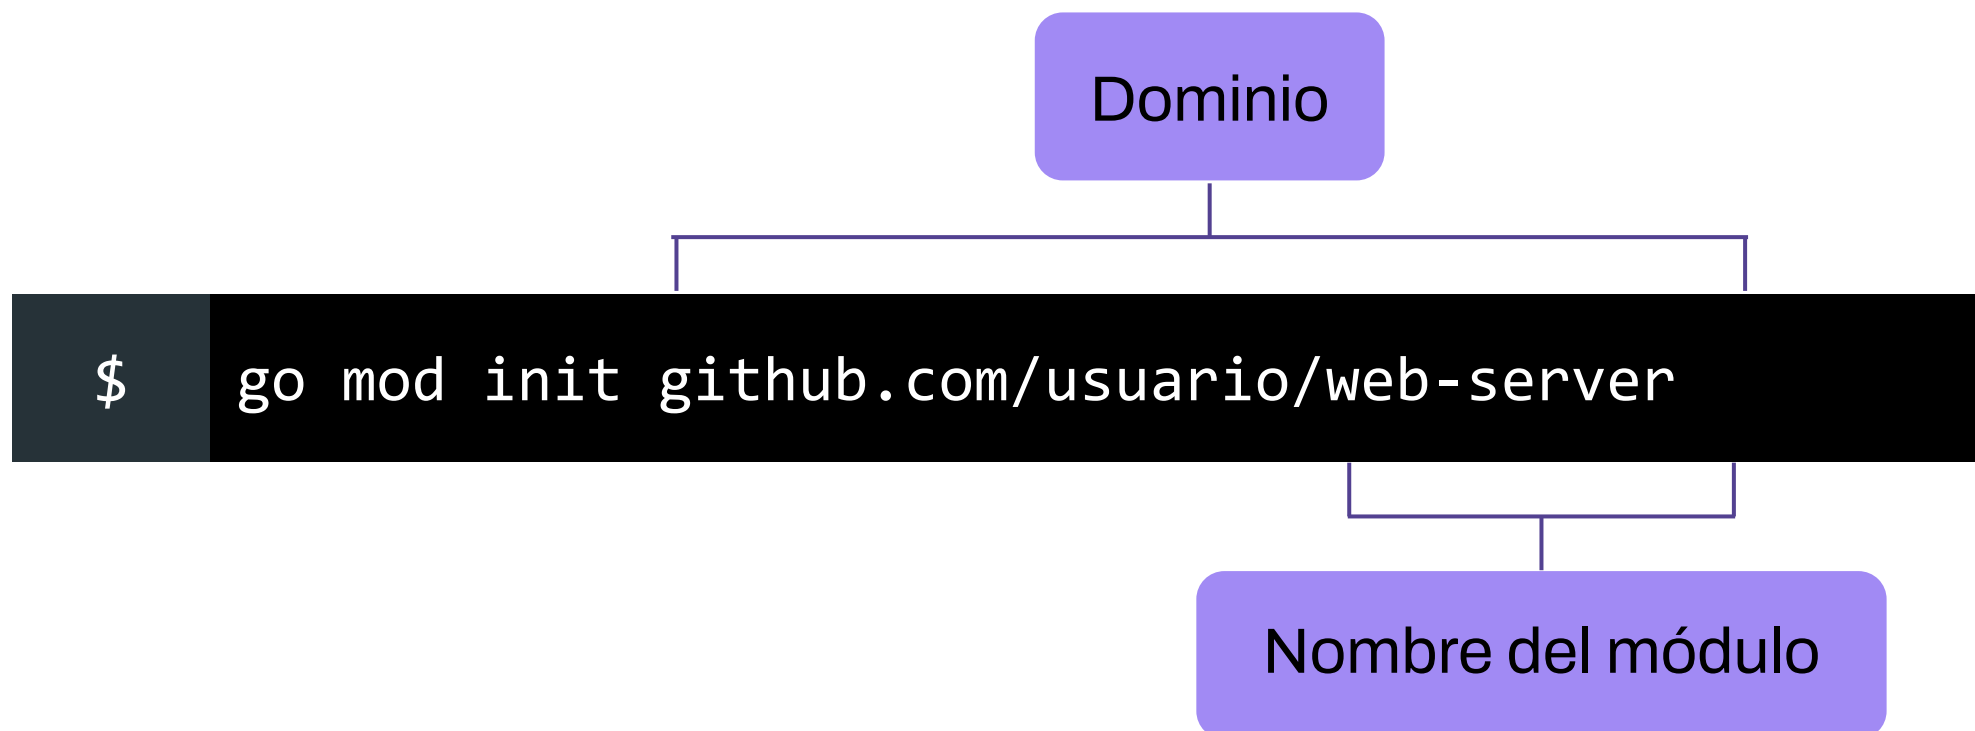 Dominio
$ go mod init github.com/usuario/web-server
Nombre del módulo